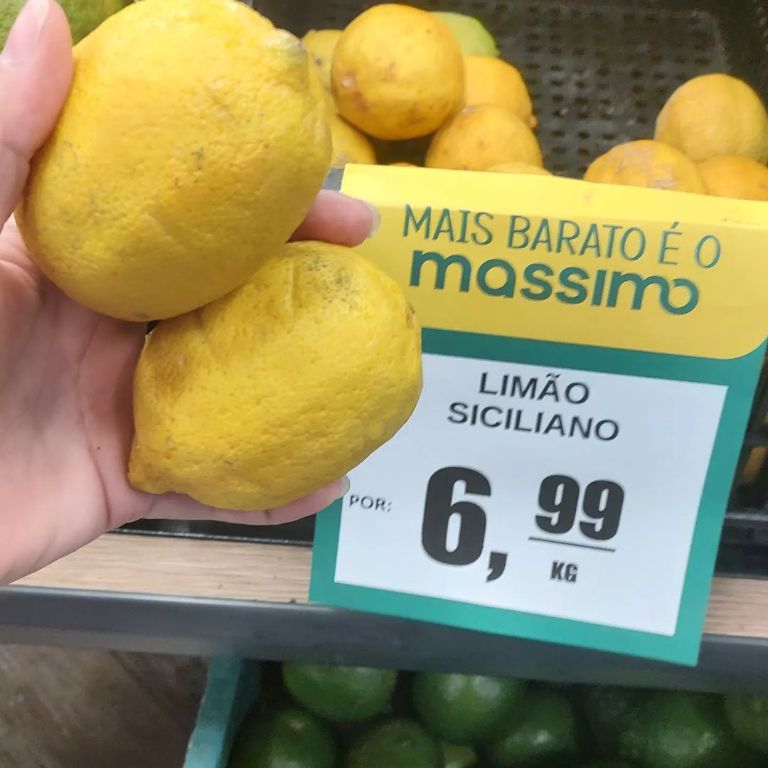 MAIS BARATO É O
massimo
LIMÃO
SICILIANO
POR:
6,99
KG